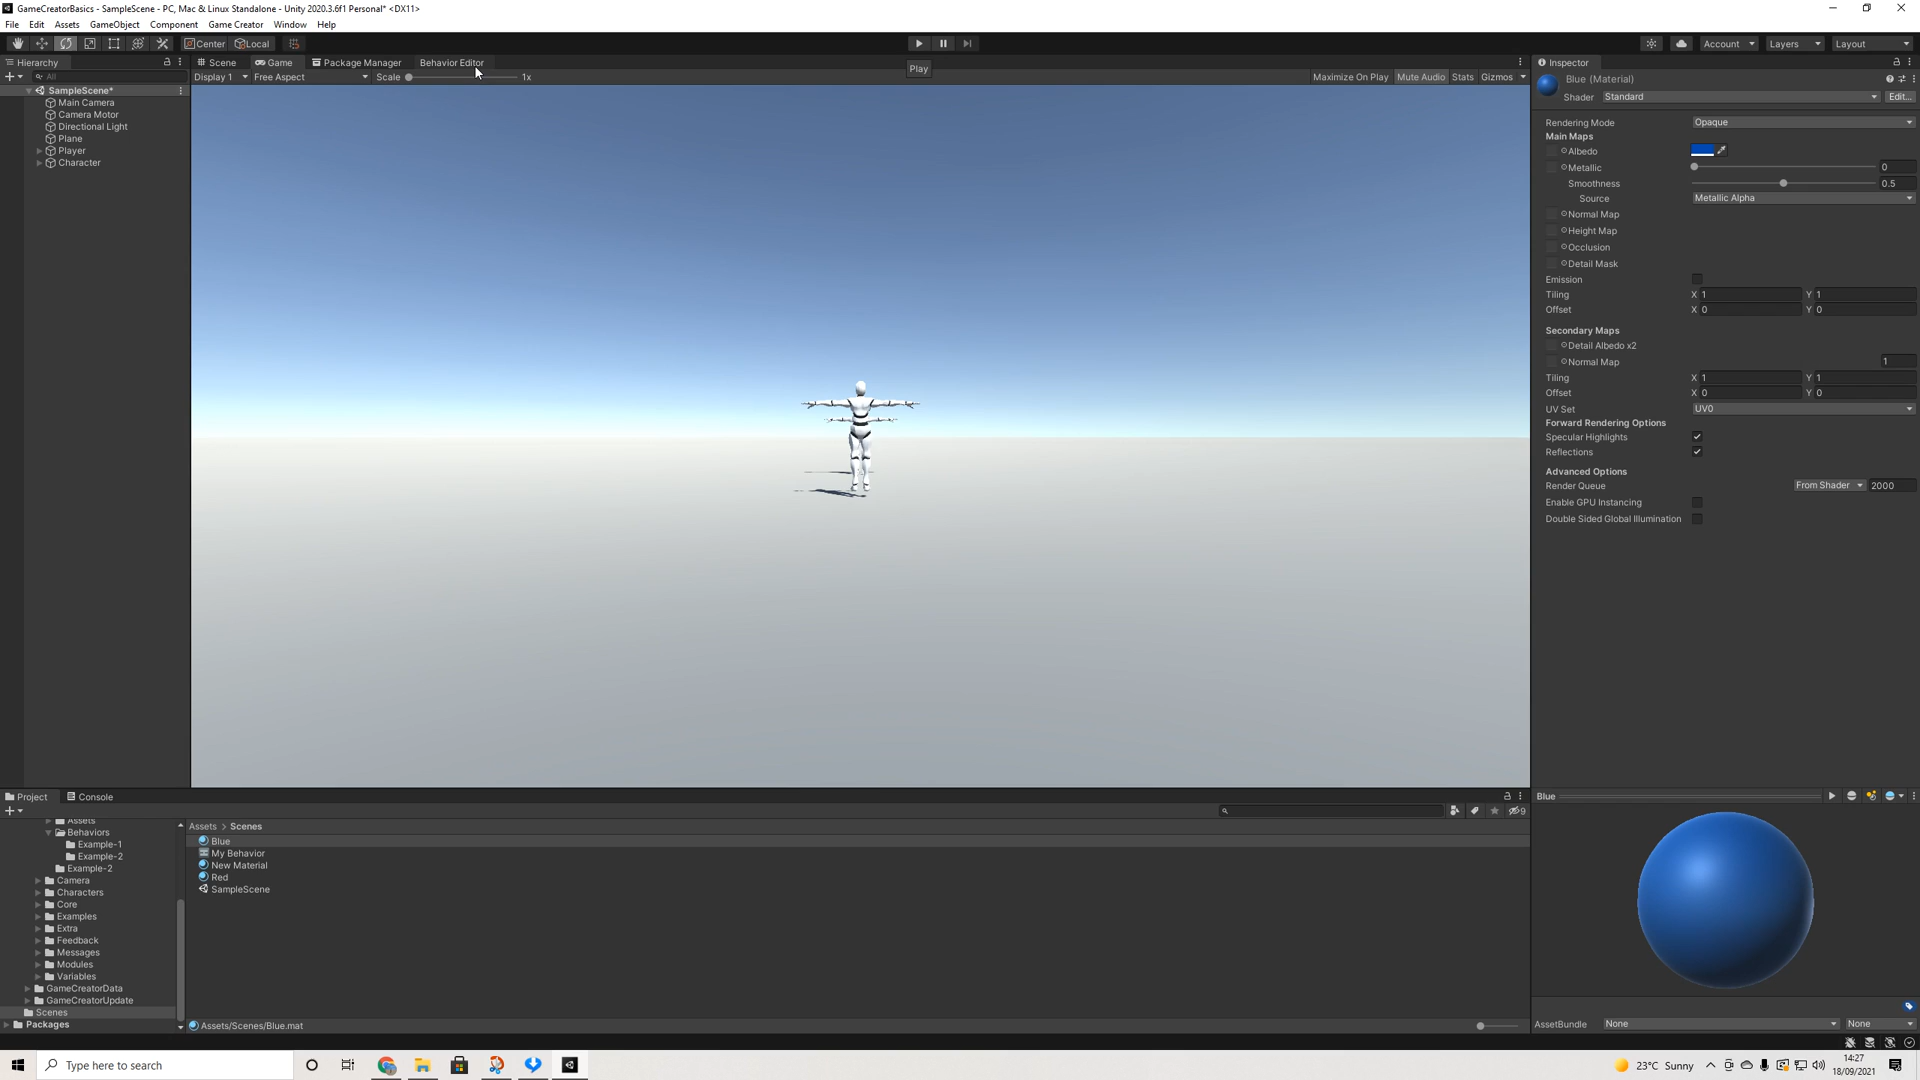 GameCreatorBasics - SampleScene - PC, Mac & Linux Standalone - Unity 2020.3.6f1 Personal* <DX11>
File Edit Assets GameObject Component Game Creator Window Help
Center Local Account Layers Layout
Hierarchy Scene Game Package Manager Behavior Editor Play Inspector
All Display 1 Free Aspect Scale 1x Maximize On Play Mute Audio Stats Gizmos
Blue (Material)
Shader Standard Edit...
SampleScene*
Main Camera
Camera Motor
Directional Light
Plane
Player
Character
Rendering Mode Opaque
Main Maps
Albedo
Metallic 0
Smoothness 0.5
Source Metallic Alpha
Normal Map
Height Map
Occlusion
Detail Mask
Emission
Tiling X 1 Y 1
Offset X 0 Y 0
Secondary Maps
Detail Albedo x2
Normal Map 1
Tiling X 1 Y 1
Offset X 0 Y 0
UV Set UV0
Forward Rendering Options
Specular Highlights
Reflections
Advanced Options
Render Queue From Shader 2000
Enable GPU Instancing
Double Sided Global Illumination
Project Console
9
Assets
Behaviors
Example-1
Example-2
Example-2
Camera
Characters
Core
Examples
Extra
Feedback
Messages
Modules
Variables
GameCreatorData
GameCreatorUpdate
Scenes
Packages
Assets > Scenes
Blue
My Behavior
New Material
Red
SampleScene
Assets/Scenes/Blue.mat
Blue
AssetBundle None None
Type here to search
23°C Sunny
14:27
18/09/2021